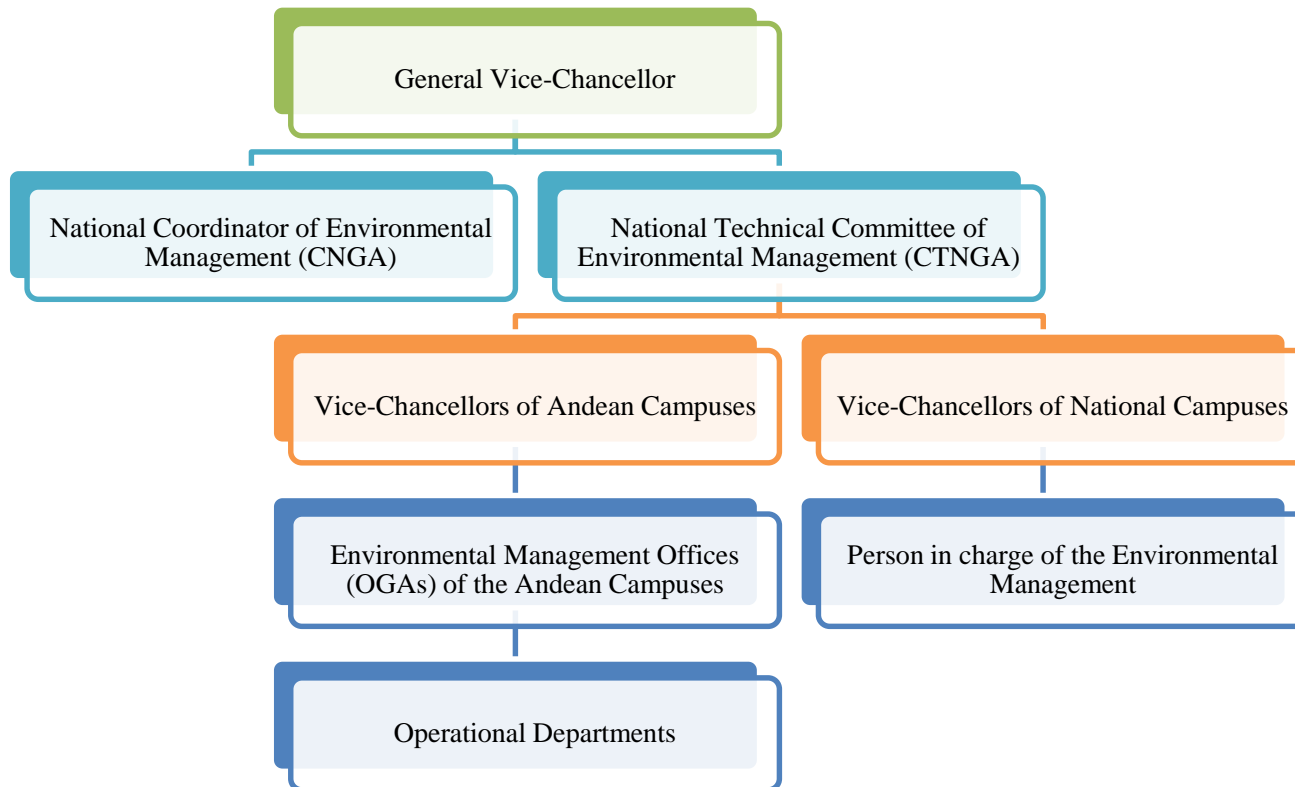 General Vice-Chancellor
National Coordinator of Environmental
Management (CNGA)
National Technical Committee of
Environmental Management (CTNGA)
Vice-Chancellors of Andean Campuses
Vice-Chancellors of National Campuses
Environmental Management Offices
(OGAs) of the Andean Campuses
Person in charge of the Environmental
Management
Operational Departments